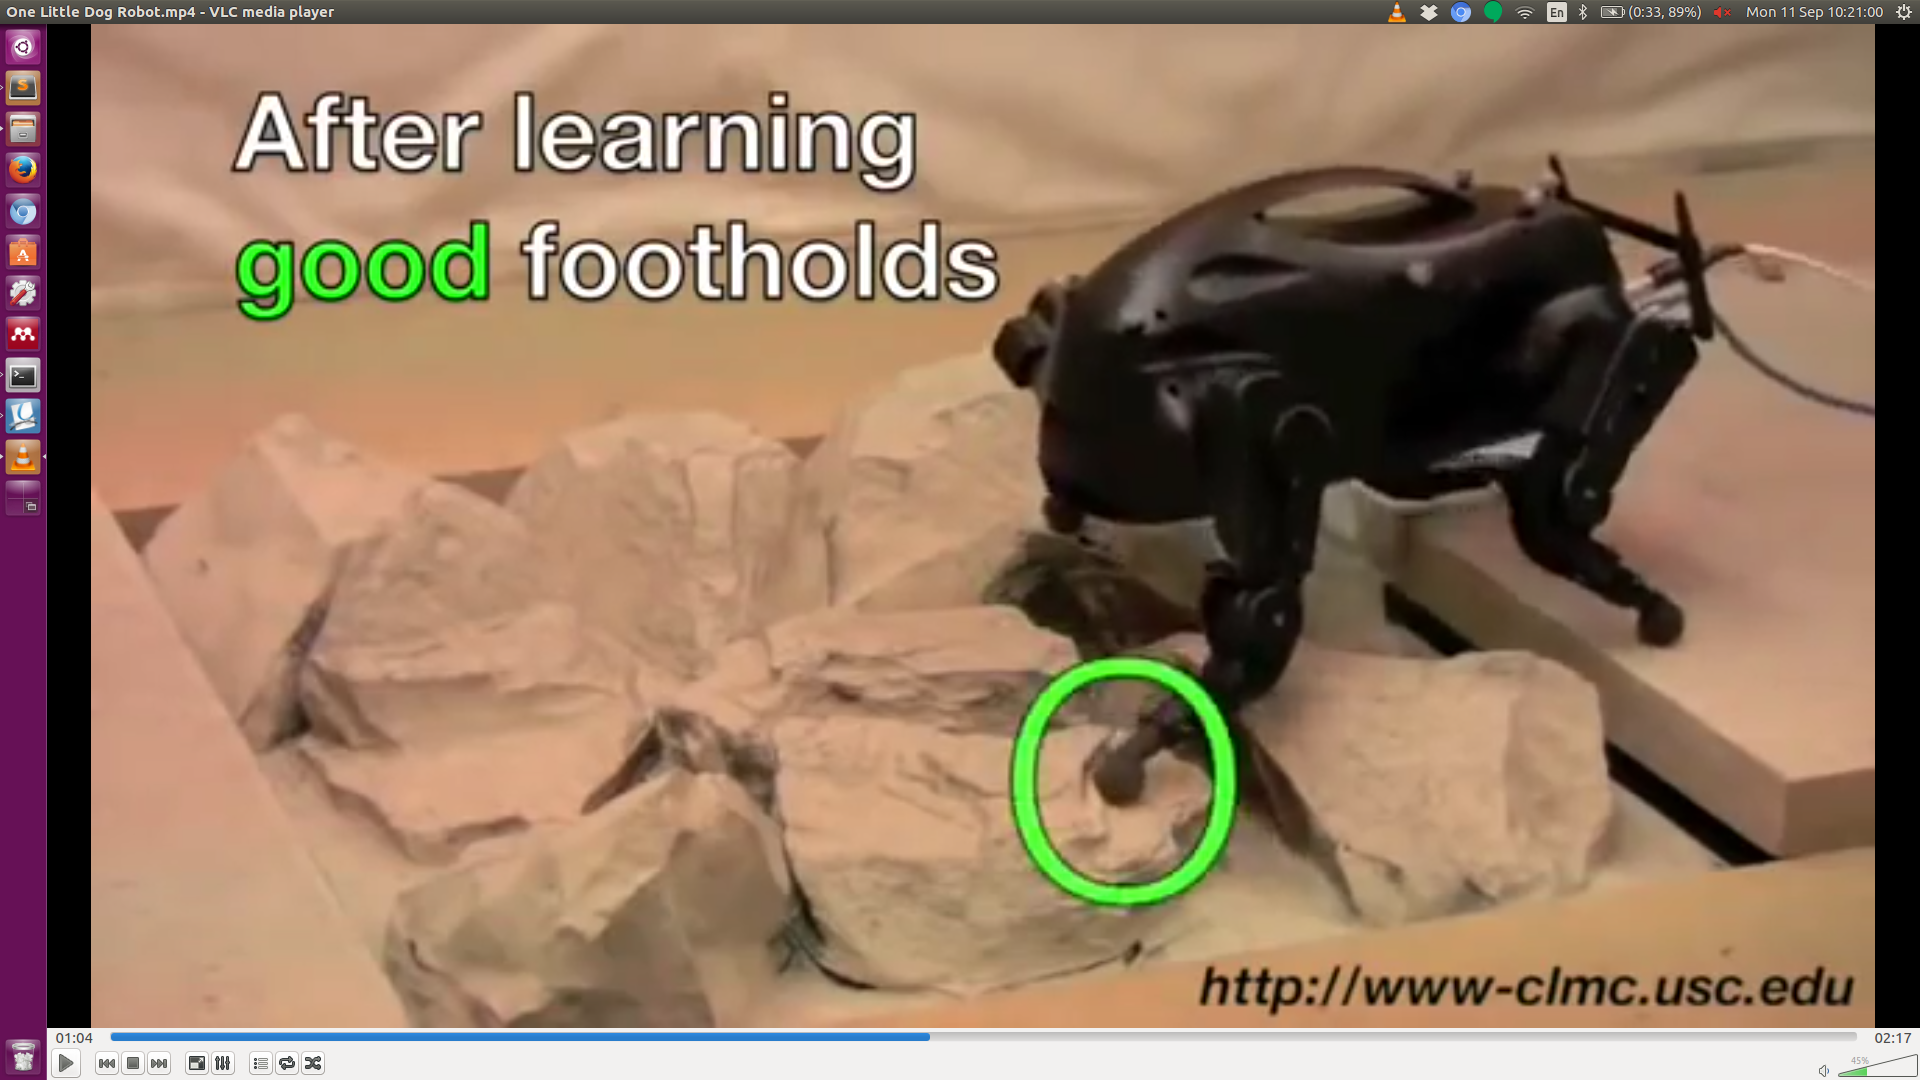 One Little Dog Robot.mp4 - VLC media player
En
(0:33, 89%)
Mon 11 Sep 10:21:00
After learning
good footholds
http://www-clmc.usc.edu
01:04
02:17
45%